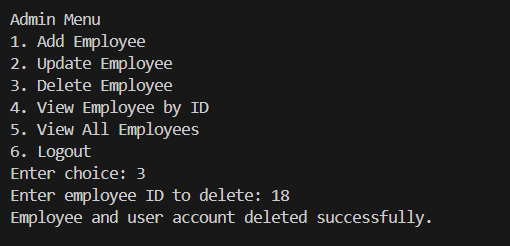 Admin Menu
1. Add Employee
2. Update Employee
3. Delete Employee
4. View Employee by ID
5. View All Employees
6. Logout
Enter choice: 3
Enter employee ID to delete: 18
Employee and user account deleted successfully.